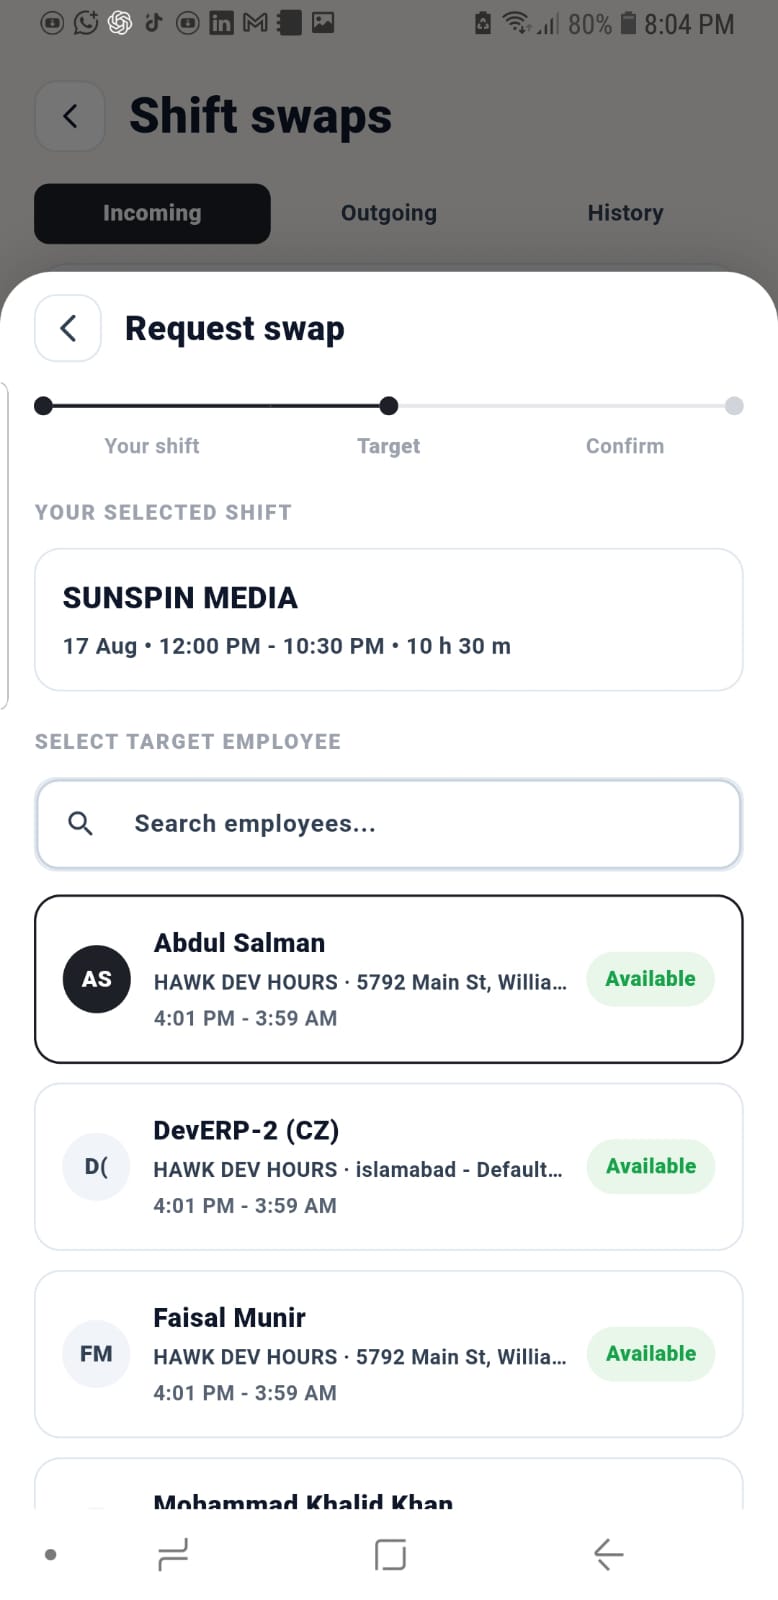 80% 8:04 PM
Shift swaps
Incoming Outgoing History
Request swap
Your shift Target Confirm
YOUR SELECTED SHIFT
SUNSPIN MEDIA
17 Aug • 12:00 PM - 10:30 PM • 10 h 30 m
SELECT TARGET EMPLOYEE
Search employees...
AS
Abdul Salman
HAWK DEV HOURS · 5792 Main St, Willia...
4:01 PM - 3:59 AM
Available
D(
DevERP-2 (CZ)
HAWK DEV HOURS · islamabad - Default...
4:01 PM - 3:59 AM
Available
FM
Faisal Munir
HAWK DEV HOURS · 5792 Main St, Willia...
4:01 PM - 3:59 AM
Available
Mohammad Khalid Khan